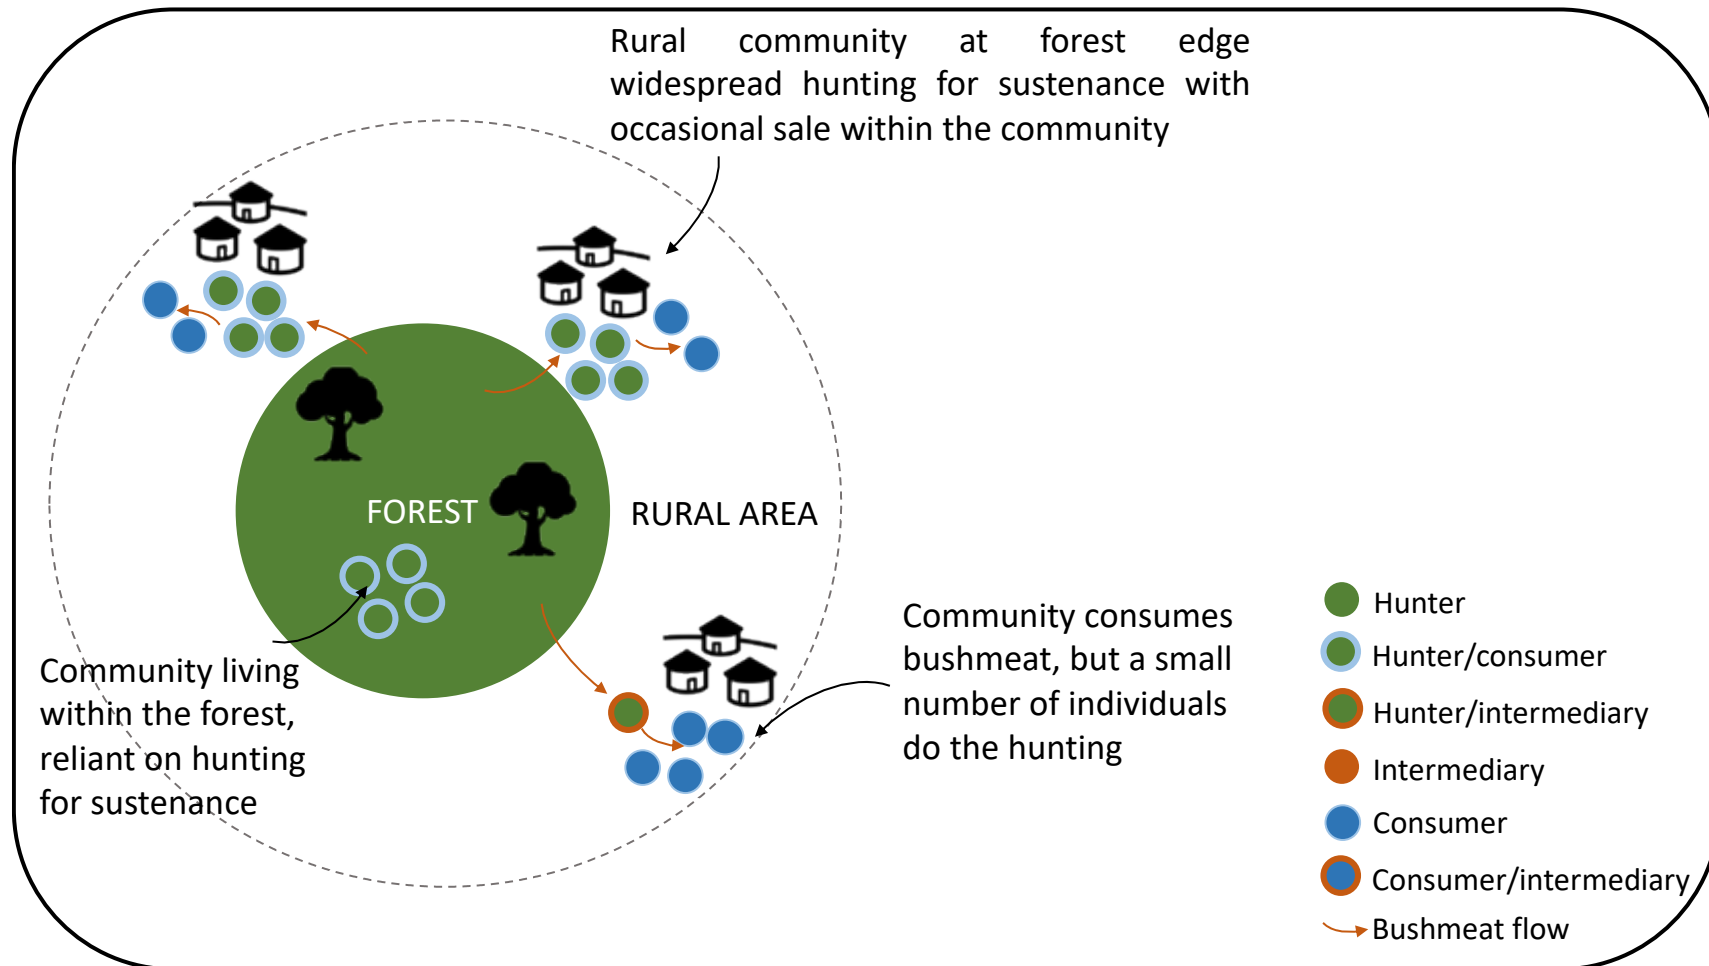 Rural community at forest edge
widespread hunting for sustenance with
occasional sale within the community
FOREST
RURAL AREA
Community living
within the forest,
reliant on hunting
for sustenance
Community consumes
bushmeat, but a small
number of individuals
do the hunting
Hunter
Hunter/consumer
Hunter/intermediary
Intermediary
Consumer
Consumer/intermediary
Bushmeat flow